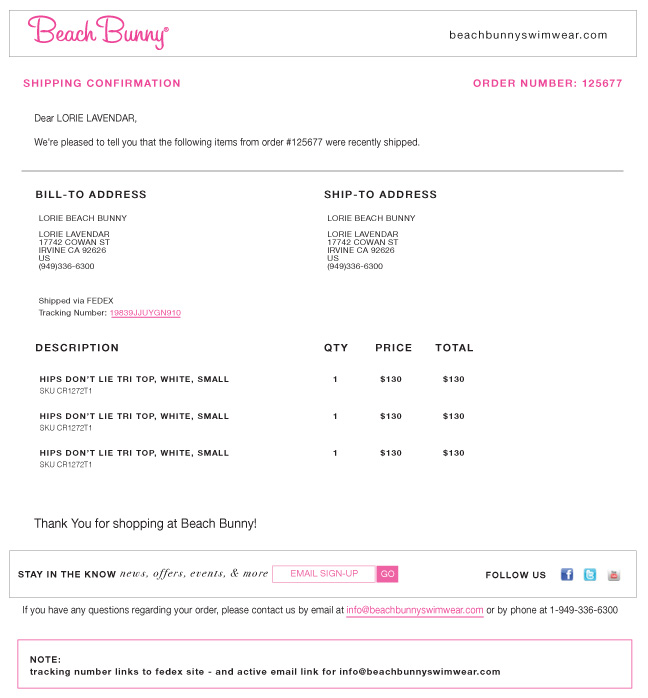 Beach Bunny®
beachbunnyswimwear.com
SHIPPING CONFIRMATION
ORDER NUMBER: 125677
Dear LORIE LAVENDAR,
We're pleased to tell you that the following items from order #125677 were recently shipped.
BILL-TO ADDRESS
LORIE BEACH BUNNY
LORIE LAVENDAR
17742 COWAN ST
IRVINE CA 92626
US
(949)336-6300
SHIP-TO ADDRESS
LORIE BEACH BUNNY
LORIE LAVENDAR
17742 COWAN ST
IRVINE CA 92626
US
(949)336-6300
Shipped via FEDEX
Tracking Number: 19839JJUYGN910
DESCRIPTION QTY PRICE TOTAL
HIPS DON'T LIE TRI TOP, WHITE, SMALL 1 $130 $130
SKU CR1272T1
HIPS DON'T LIE TRI TOP, WHITE, SMALL 1 $130 $130
SKU CR1272T1
HIPS DON'T LIE TRI TOP, WHITE, SMALL 1 $130 $130
SKU CR1272T1
Thank You for shopping at Beach Bunny!
STAY IN THE KNOW news, offers, events, & more EMAIL SIGN-UP GO FOLLOW US f t
If you have any questions regarding your order, please contact us by email at info@beachbunnyswimwear.com or by phone at 1-949-336-6300
NOTE:
tracking number links to fedex site - and active email link for info@beachbunnyswimwear.com